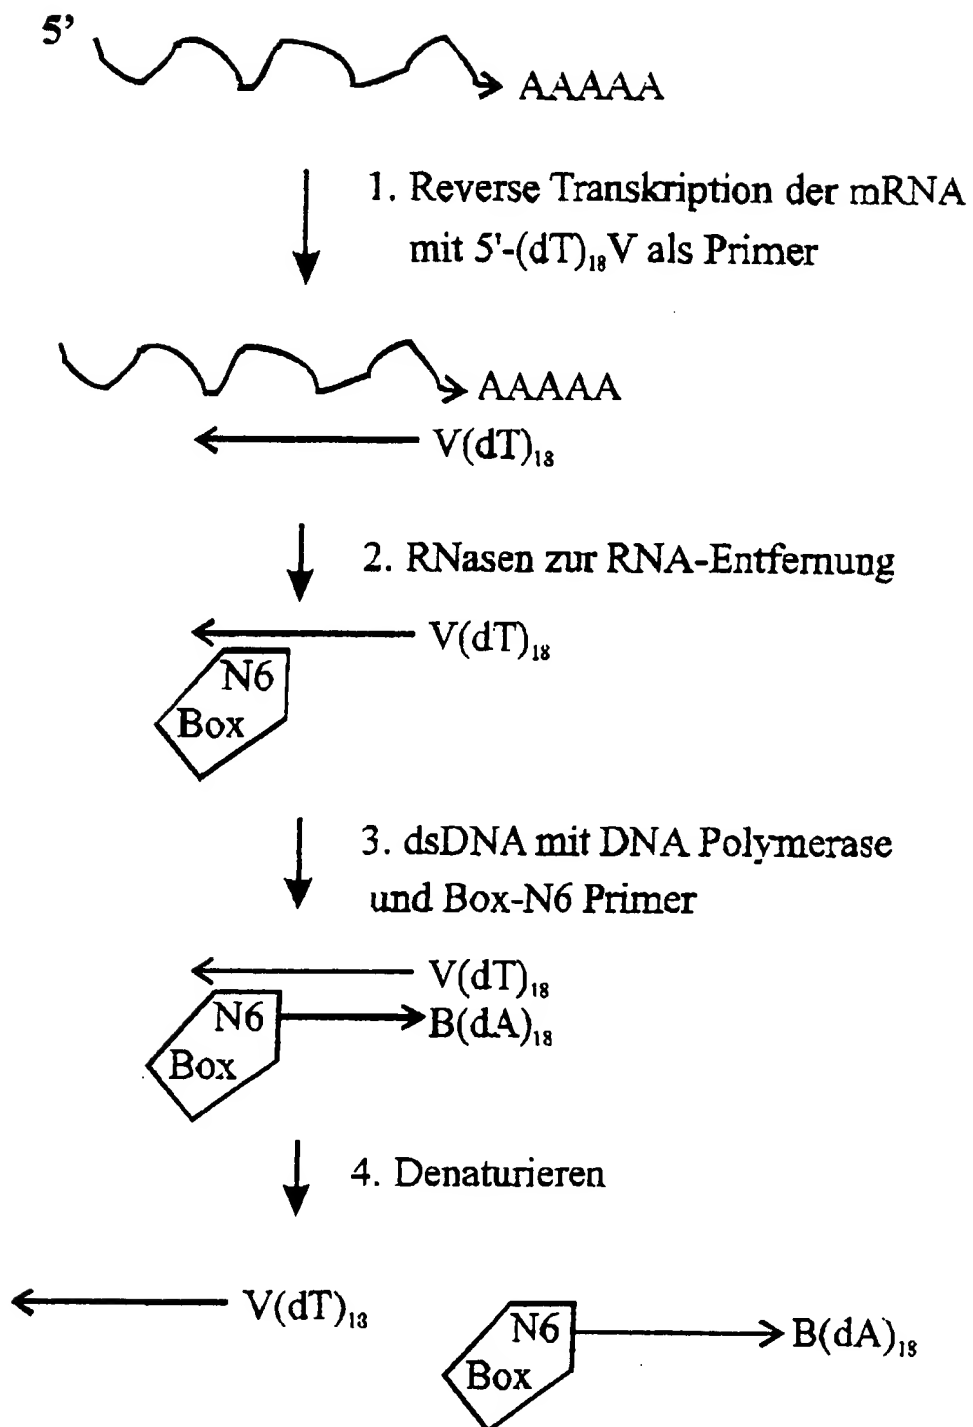 5'
AAAAA
1. Reverse Transkription der mRNA
mit 5'-(dT)₁₈V als Primer
AAAAA
V(dT)₁₈
2. RNasen zur RNA-Entfernung
V(dT)₁₈
N6
Box
3. dsDNA mit DNA Polymerase
und Box-N6 Primer
V(dT)₁₈
N6
B(dA)₁₈
Box
4. Denaturieren
V(dT)₁₈
N6
B(dA)₁₈
Box